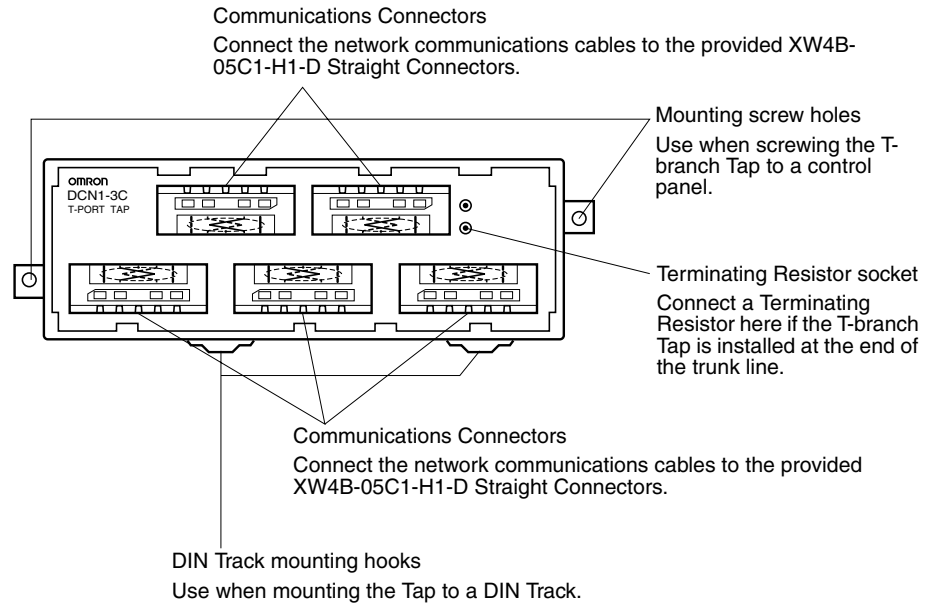 Communications Connectors
Connect the network communications cables to the provided XW4B-
05C1-H1-D Straight Connectors.
Mounting screw holes
Use when screwing the T-
branch Tap to a control
panel.
OMRON
DCN1-3C
T-PORT TAP
Terminating Resistor socket
Connect a Terminating
Resistor here if the T-branch
Tap is installed at the end of
the trunk line.
Communications Connectors
Connect the network communications cables to the provided
XW4B-05C1-H1-D Straight Connectors.
DIN Track mounting hooks
Use when mounting the Tap to a DIN Track.